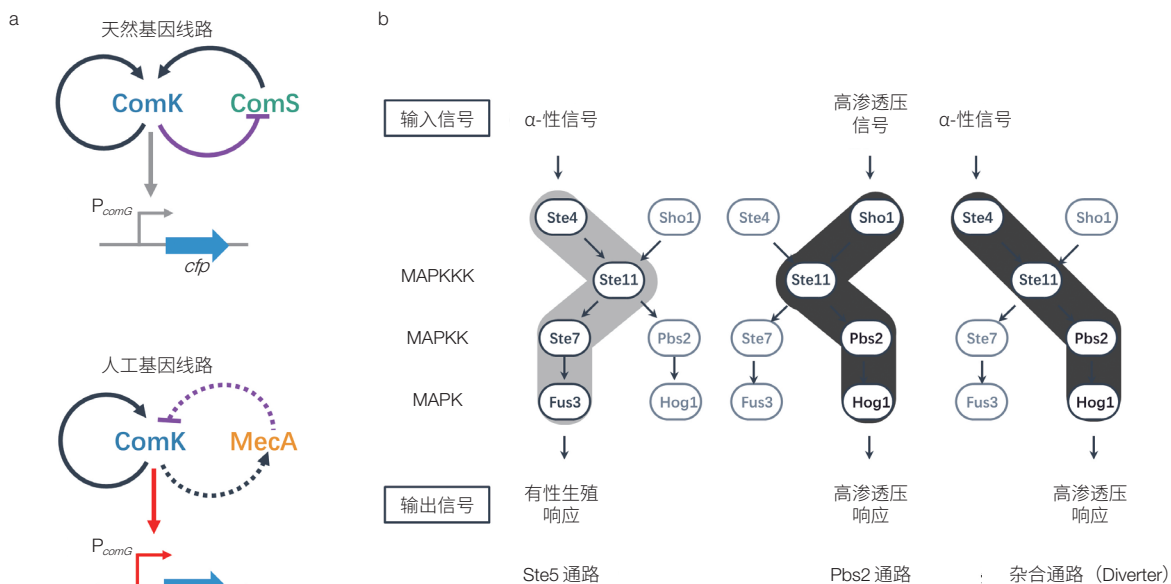 a
天然基因线路
ComK
ComS
PcomG
cfp
人工基因线路
ComK
MecA
PcomG
b
输入信号
α-性信号
高渗透压
信号
α-性信号
Ste4
Sho1
Ste4
Sho1
Ste4
Sho1
MAPKKK
Ste11
Ste11
Ste11
MAPKK
Ste7
Pbs2
Ste7
Pbs2
Ste7
Pbs2
MAPK
Fus3
Hog1
Fus3
Hog1
Fus3
Hog1
输出信号
有性生殖
响应
高渗透压
响应
高渗透压
响应
Ste5 通路
Pbs2 通路
杂合通路（Diverter）